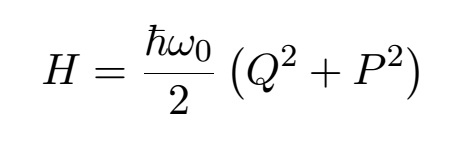 H = \frac{\hbar\omega_0}{2} \left(Q^2 + P^2\right)